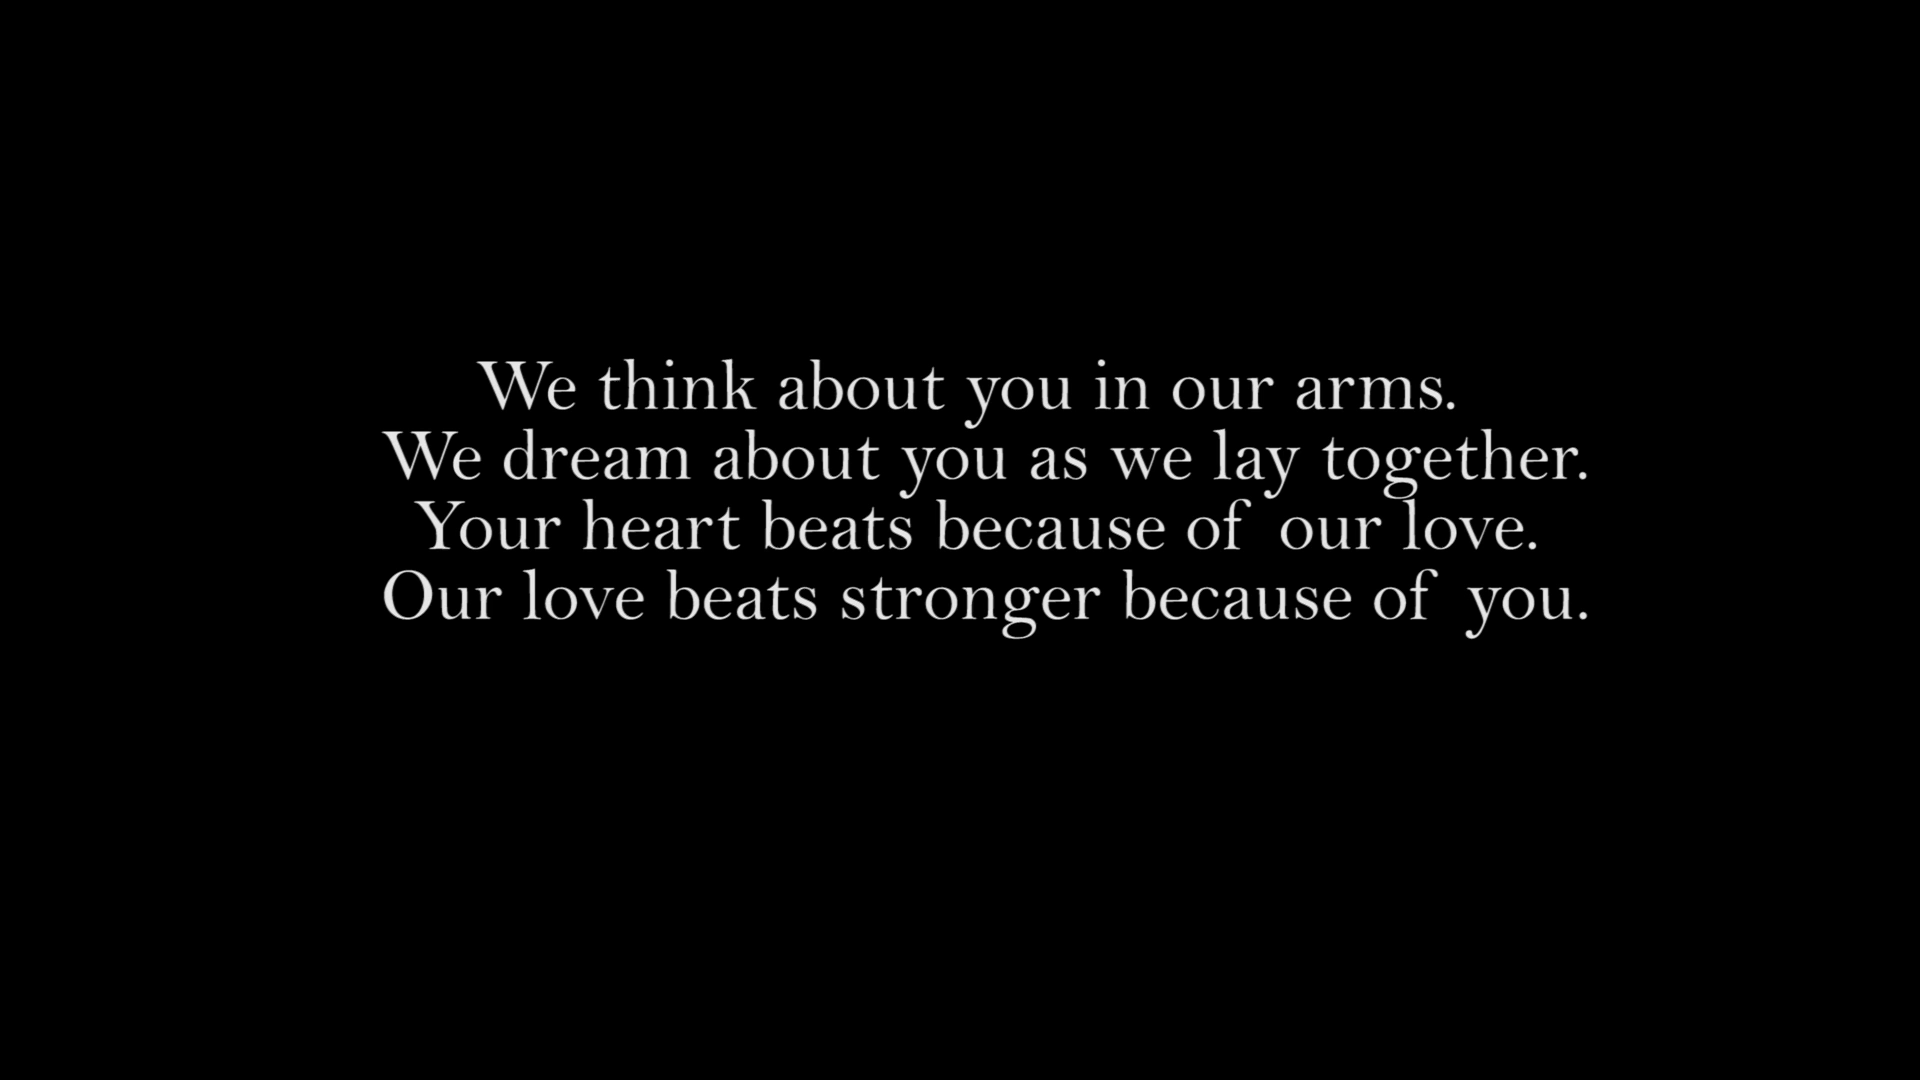 We think about you in our arms.
We dream about you as we lay together.
Your heart beats because of our love.
Our love beats stronger because of you.